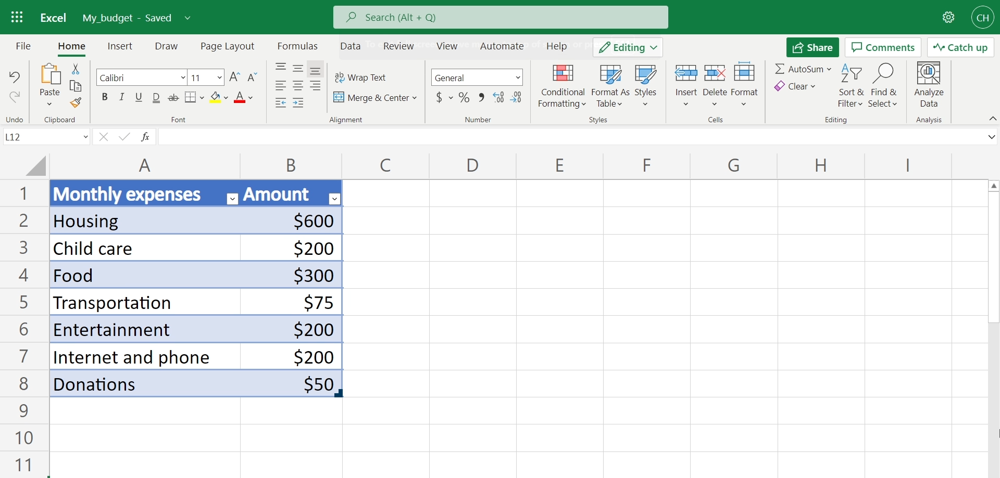 Excel My_budget - Saved Search (Alt + Q) CH
File Home Insert Draw Page Layout Formulas Data Review View Automate Help Editing Share Comments Catch up
Calibri 11 Wrap Text General AutoSum
Paste Merge & Center $ % Conditional Formatting Format As Table Styles Insert Delete Format Clear Sort & Filter Find & Select Analyze Data
Undo Clipboard Font Alignment Number Styles Cells Editing Analysis
L12 fx
A B C D E F G H I
1 Monthly expenses Amount
2 Housing $600
3 Child care $200
4 Food $300
5 Transportation $75
6 Entertainment $200
7 Internet and phone $200
8 Donations $50
9
10
11